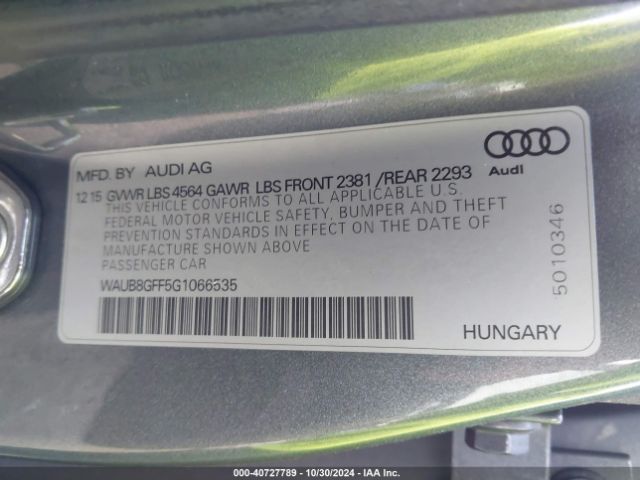 MFD. BY AUDI AG
Audi
12 15 GVWR LBS 4564 GAWR LBS FRONT 2381 /REAR 2293
THIS VEHICLE CONFORMS TO ALL APPLICABLE U.S.
FEDERAL MOTOR VEHICLE SAFETY, BUMPER AND THEFT
PREVENTION STANDARDS IN EFFECT ON THE DATE OF
MANUFACTURE SHOWN ABOVE
PASSENGER CAR
WAUB8GFF5G1066535
5010346
HUNGARY
000-40727789 - 10/30/2024 - IAA Inc.